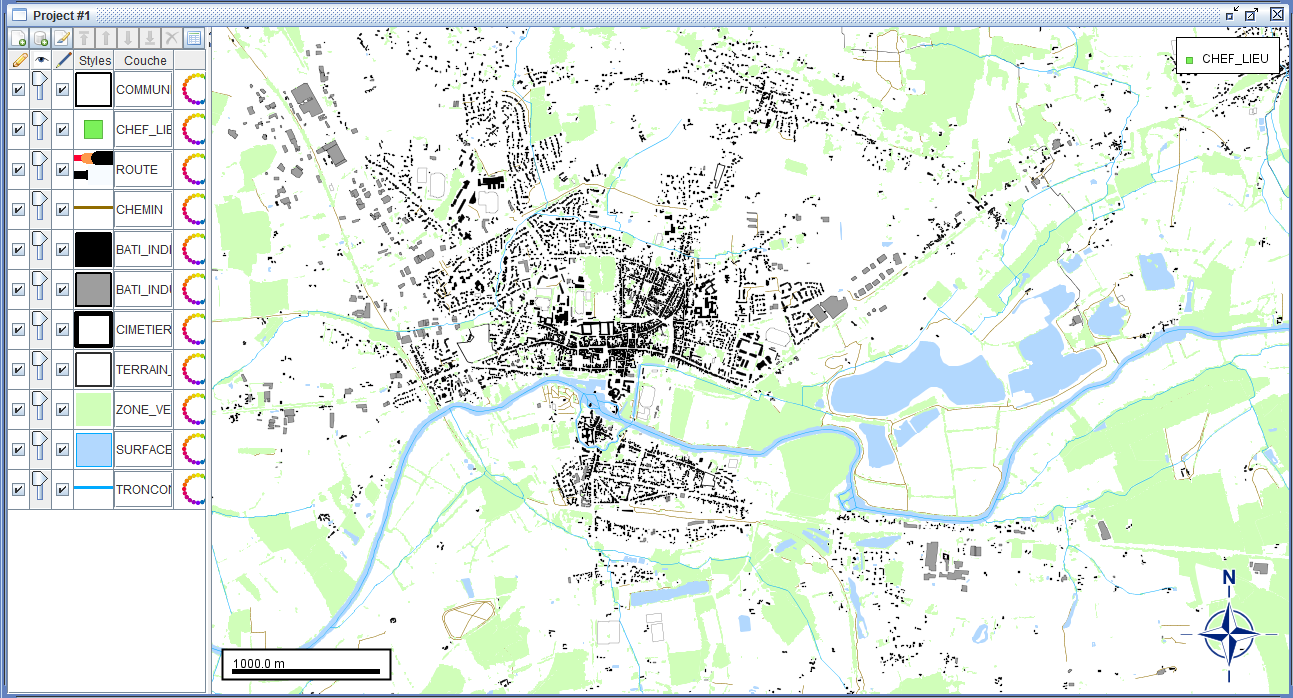 Project #1
Styles Couche
COMMUN
CHEF_LIE
ROUTE
CHEMIN
BATI_INDI
BATI_INDU
CIMETIER
TERRAIN_
ZONE_VE
SURFACE
TRONCON
CHEF_LIEU
N
1000.0 m